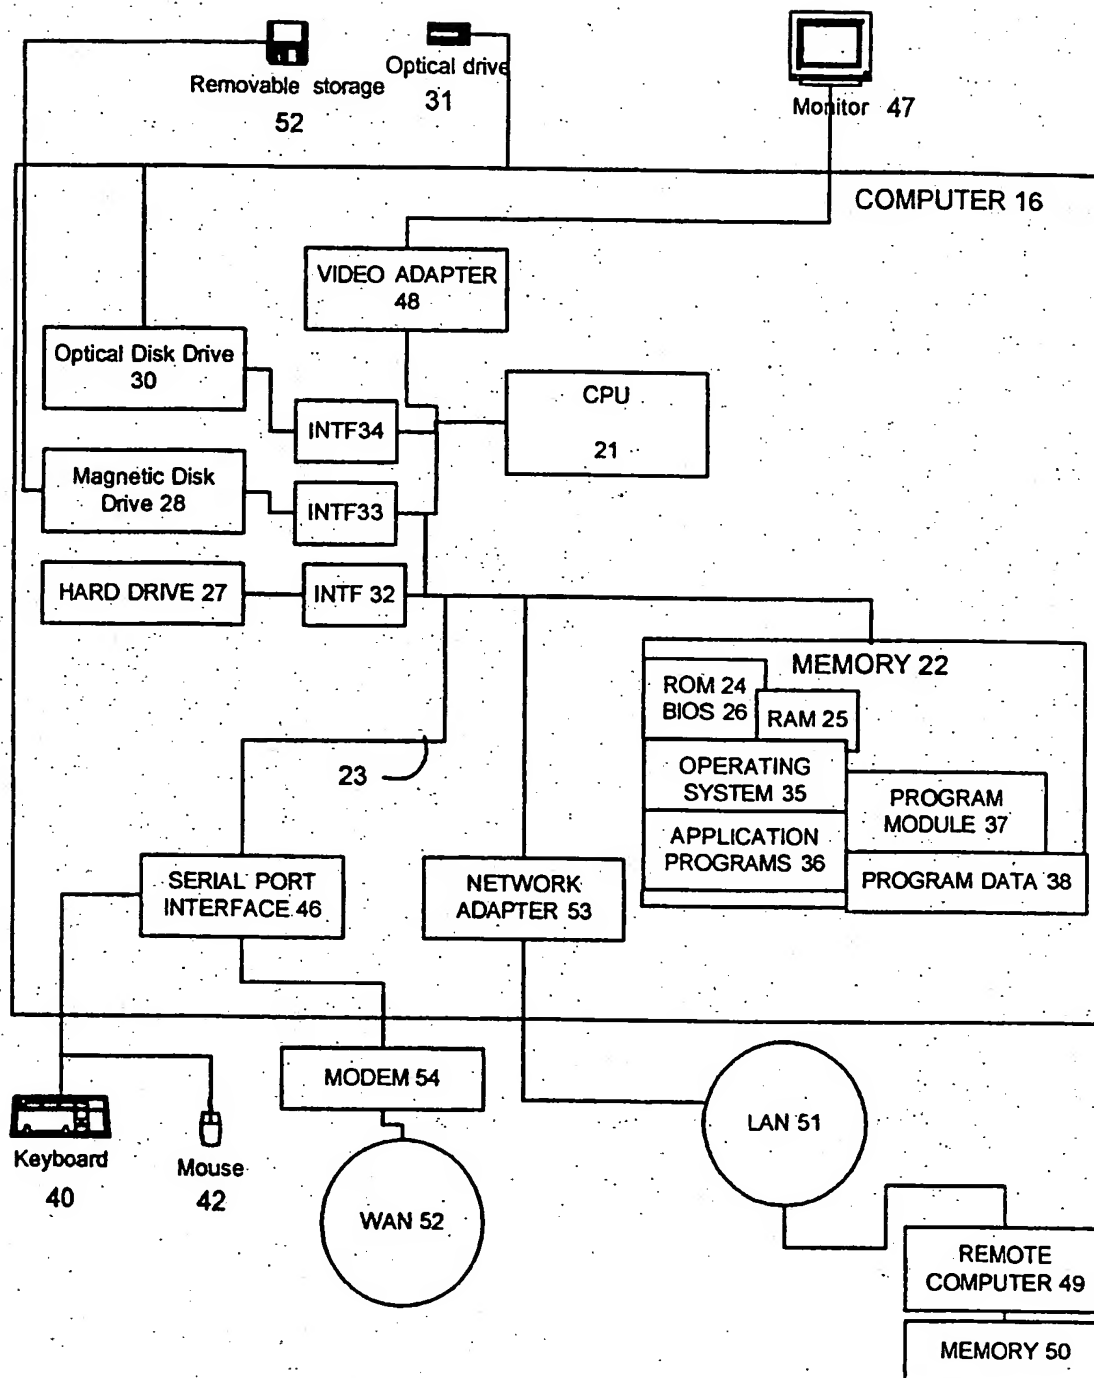 Removable storage
52
Optical drive
31
Monitor 47
COMPUTER 16
VIDEO ADAPTER
48
Optical Disk Drive
30
INTF34
CPU
21
Magnetic Disk
Drive 28
INTF33
HARD DRIVE 27
INTF 32
MEMORY 22
ROM 24
BIOS 26
RAM 25
OPERATING
SYSTEM 35
PROGRAM
MODULE 37
APPLICATION
PROGRAMS 36
PROGRAM DATA 38
23
SERIAL PORT
INTERFACE 46
NETWORK
ADAPTER 53
MODEM 54
LAN 51
Keyboard
40
Mouse
42
WAN 52
REMOTE
COMPUTER 49
MEMORY 50